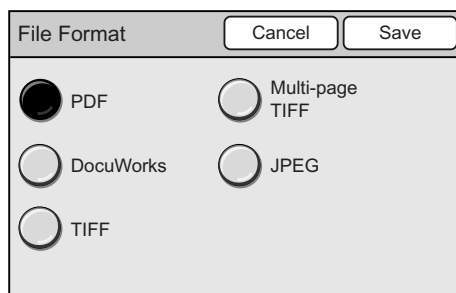 File Format
Cancel
Save
PDF
Multi-page
TIFF
DocuWorks
JPEG
TIFF